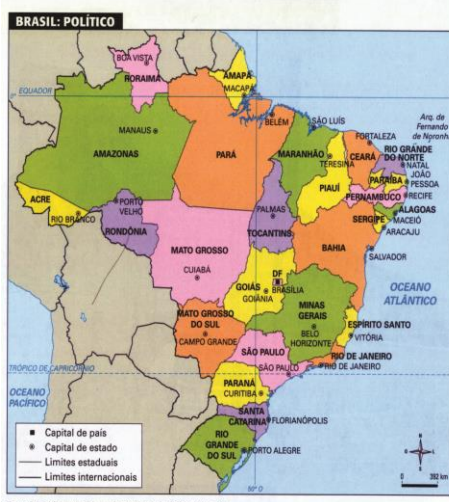 BRASIL: POLÍTICO
BOA VISTA
RORAIMA
AMAPÁ
MACAPÁ
EQUADOR
0°
BELÉM
SÃO LUÍS
Arq. de
Fernando
de Noronha
MANAUS
AMAZONAS
PARÁ
MARANHÃO
TERESINA
FORTALEZA
CEARÁ
RIO GRANDE
DO NORTE
NATAL
PARAÍBA
JOÃO
PESSOA
PIAUÍ
PERNAMBUCO
RECIFE
ACRE
RIO BRANCO
PORTO
VELHO
RONDÔNIA
PALMAS
TOCANTINS
ALAGOAS
MACEIÓ
SERGIPE
ARACAJU
MATO GROSSO
CUIABÁ
BAHIA
SALVADOR
DF
BRASÍLIA
GOIÁS
GOIÂNIA
OCEANO
ATLÂNTICO
MINAS
GERAIS
BELO
HORIZONTE
MATO GROSSO
DO SUL
CAMPO GRANDE
ESPÍRITO SANTO
VITÓRIA
SÃO PAULO
SÃO PAULO
RIO DE JANEIRO
RIO DE JANEIRO
TRÓPICO DE CAPRICÓRNIO
OCEANO
PACÍFICO
PARANÁ
CURITIBA
SANTA
CATARINA
FLORIANÓPOLIS
RIO
GRANDE
DO SUL
PORTO ALEGRE
Capital de país
Capital de estado
Limites estaduais
Limites internacionais
50° O
0
392 km